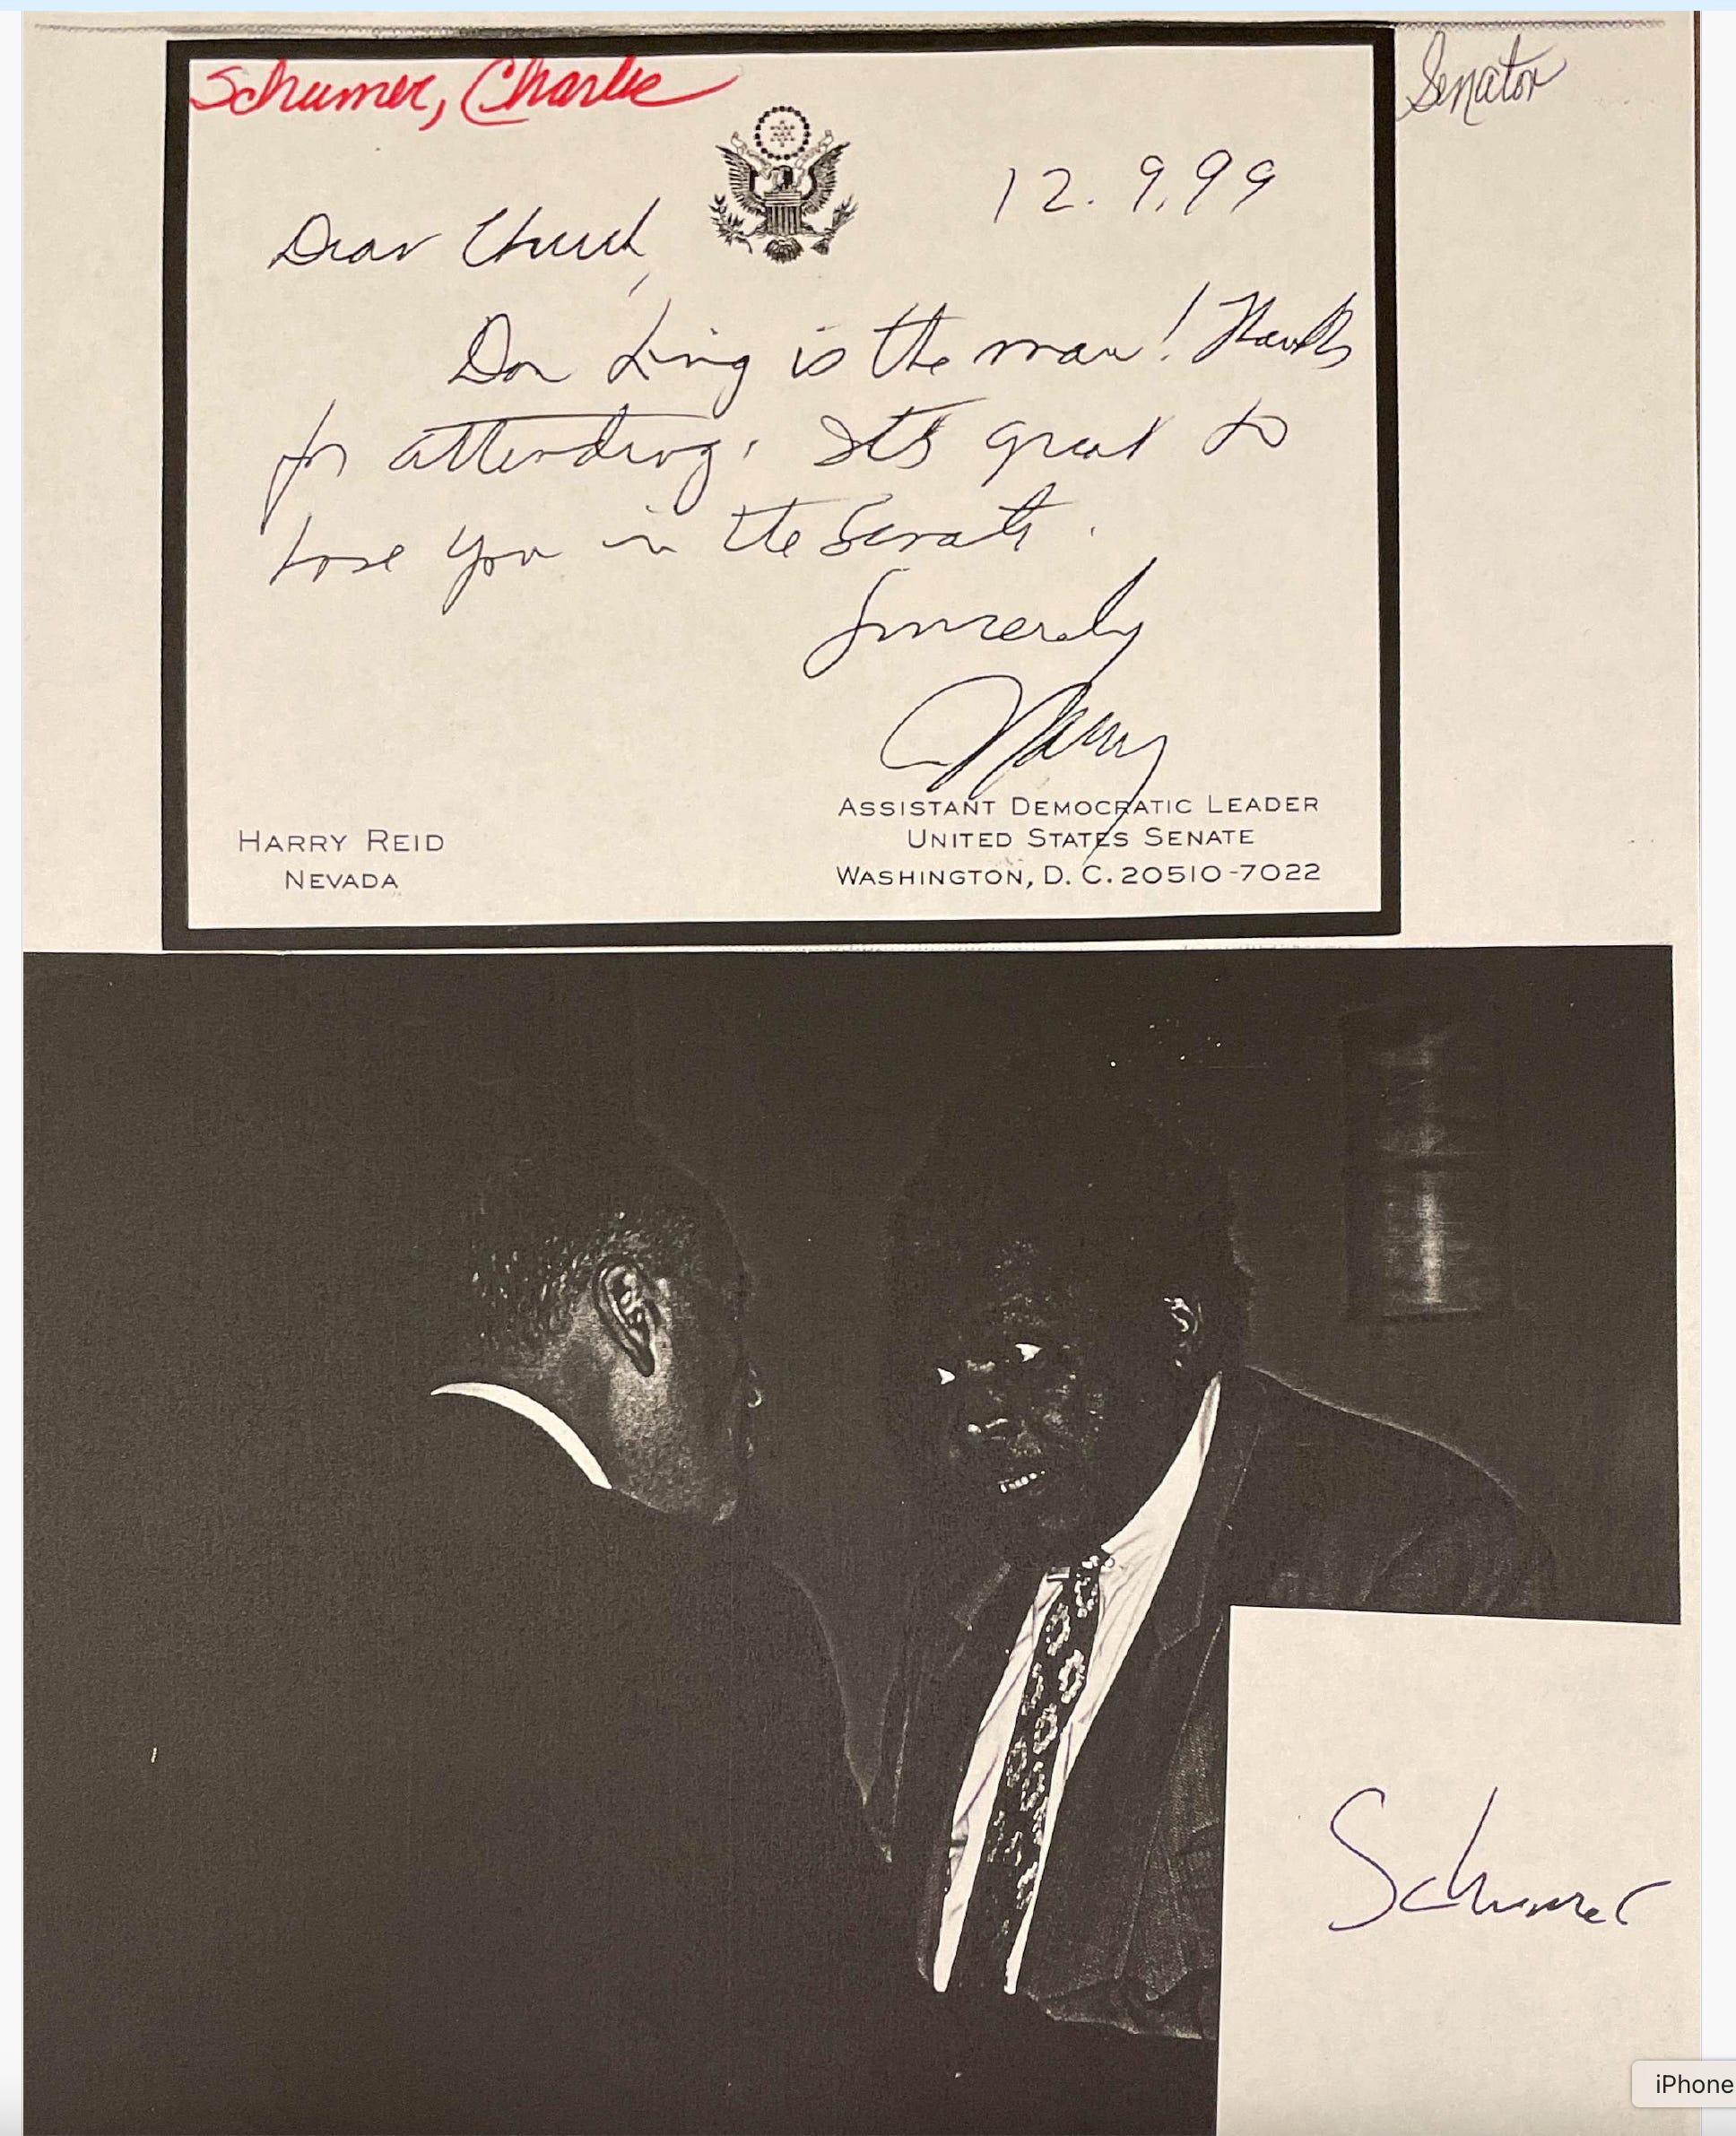 Schumer, Charlie
Senator
12.9.99
Dear Chuck,
Don King is the man! Thanks
for attending. It's great to
have you in the Senate.
Sincerely
Harry
HARRY REID
NEVADA
ASSISTANT DEMOCRATIC LEADER
UNITED STATES SENATE
WASHINGTON, D. C. 20510-7022
Schumer
iPhone